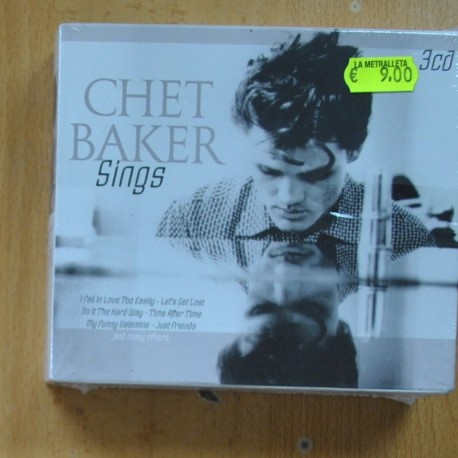 LA METRALLETA
€ 9.00
3cd
CHET
BAKER
Sings
I Fall In Love Too Easily - Let's Get Lost
Do It The Hard Way - Time After Time
My Funny Valentine - Just Friends
and many others